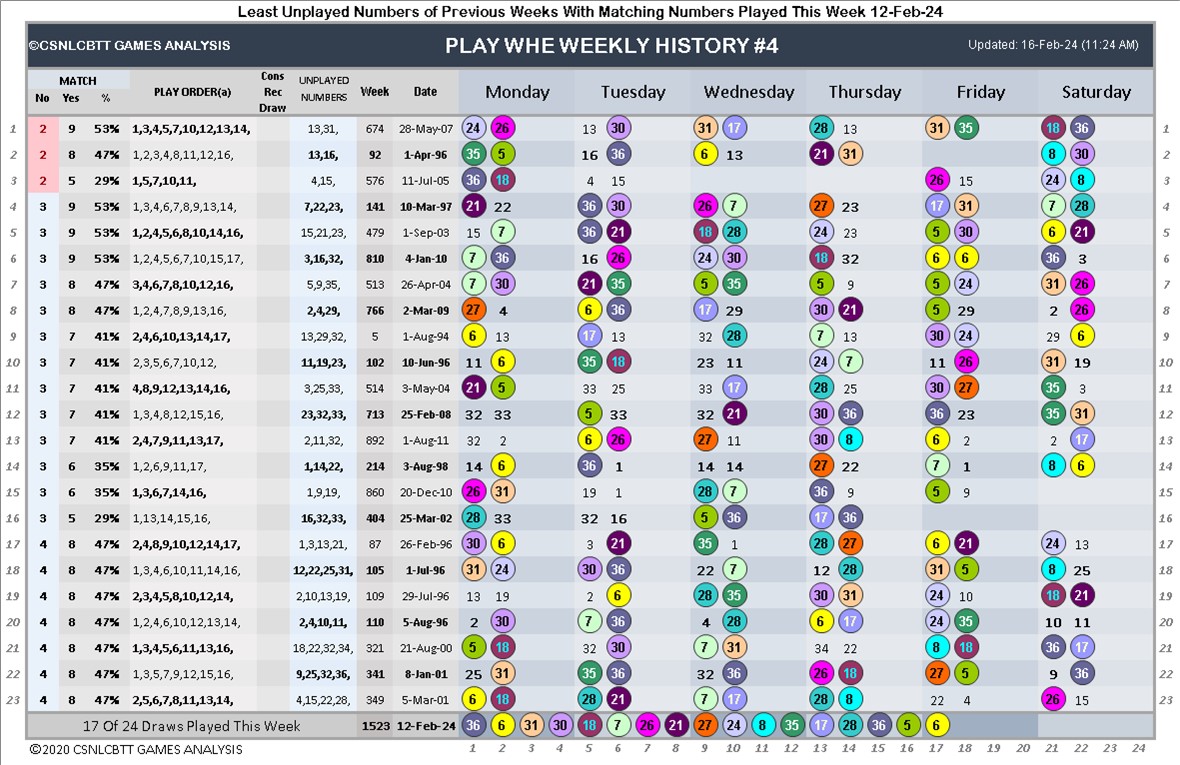 Least Unplayed Numbers of Previous Weeks With Matching Numbers Played This Week 12-Feb-24
©CSNLCBTT GAMES ANALYSIS PLAY WHE WEEKLY HISTORY #4 Updated: 16-Feb-24 (11:24 AM)
MATCH No Yes % PLAY ORDER(a) Cons Rec Draw UNPLAYED NUMBERS Week Date Monday Tuesday Wednesday Thursday Friday Saturday
1 2 9 53% 1,3,4,5,7,10,12,13,14, 13,31, 674 28-May-07 24 26 13 30 31 17 28 13 31 35 18 36 1
2 2 8 47% 1,2,3,4,8,11,12,16, 13,16, 92 1-Apr-96 35 5 16 36 6 13 21 31 8 30 2
3 2 5 29% 1,5,7,10,11, 4,15, 575 11-Jul-05 36 18 4 15 26 15 24 8 3
4 3 9 53% 1,3,4,6,7,8,9,13,14, 7,22,23, 141 10-Mar-97 21 22 36 30 26 7 27 23 17 31 7 28 4
5 3 9 53% 1,2,4,5,6,8,10,14,16, 15,21,23, 479 1-Sep-03 15 7 36 21 18 28 24 23 5 30 6 21 5
6 3 9 53% 1,2,4,5,6,7,10,15,17, 3,16,32, 810 4-Jan-10 7 36 16 26 24 30 18 32 6 6 36 3 6
7 3 8 47% 3,4,6,7,8,10,12,16, 5,9,35, 513 26-Apr-04 7 30 21 35 5 35 5 9 5 24 31 26 7
8 3 8 47% 1,2,4,7,8,9,13,16, 2,4,29, 766 2-Mar-09 27 4 6 36 17 29 30 21 5 29 2 26 8
9 3 7 41% 2,4,6,10,13,14,17, 13,29,32, 5 1-Aug-94 6 13 17 13 32 28 7 13 30 24 29 6 9
10 3 7 41% 2,3,5,6,7,10,12, 11,19,23, 102 10-Jun-96 11 6 35 18 23 11 24 7 11 26 31 19 10
11 3 7 41% 4,8,9,12,13,14,16, 3,25,33, 514 3-May-04 21 5 33 25 33 17 28 25 30 27 35 3 11
12 3 7 41% 1,3,4,8,12,15,16, 23,32,33, 713 25-Feb-08 32 33 5 33 32 21 30 36 36 23 35 31 12
13 3 7 41% 2,4,7,9,11,13,17, 2,11,32, 892 1-Aug-11 32 2 6 26 27 11 30 8 6 2 2 17 13
14 3 6 35% 1,2,6,9,11,17, 1,14,22, 214 3-Aug-98 14 6 36 1 14 14 27 22 7 1 8 6 14
15 3 6 35% 1,3,6,7,14,16, 1,9,19, 860 20-Dec-10 26 31 19 1 28 7 36 9 5 9 15
16 3 5 29% 1,13,14,15,16, 16,32,33, 404 25-Mar-02 28 33 32 16 5 36 17 36 16
17 4 8 47% 2,4,8,9,10,12,14,17, 1,3,13,21, 87 26-Feb-96 30 6 3 21 35 1 28 27 6 21 24 13 17
18 4 8 47% 1,3,4,6,10,11,14,16, 12,22,25,31, 105 1-Jul-96 31 24 30 36 22 7 12 28 31 5 8 25 18
19 4 8 47% 2,3,4,5,8,10,12,14, 2,10,13,19, 109 29-Jul-96 13 19 2 6 28 35 30 31 24 10 18 21 19
20 4 8 47% 1,2,4,6,10,12,13,14, 2,4,10,11, 110 5-Aug-96 2 30 7 36 4 28 6 17 24 35 10 11 20
21 4 8 47% 1,3,4,5,6,11,13,16, 18,22,32,34, 321 21-Aug-00 5 18 32 30 7 31 34 22 8 18 36 17 21
22 4 8 47% 1,3,5,7,9,12,15,16, 9,25,32,36, 341 8-Jan-01 25 31 35 36 32 36 26 18 27 5 9 36 22
23 4 8 47% 2,5,6,7,8,11,13,14, 4,15,22,28, 349 5-Mar-01 6 18 28 21 7 17 28 8 22 4 26 15 23
17 Of 24 Draws Played This Week 1523 12-Feb-24 36 6 31 30 18 7 26 21 27 24 8 35 17 28 36 5 6
©2020 CSNLCBTT GAMES ANALYSIS 1 2 3 4 5 6 7 8 9 10 11 12 13 14 15 16 17 18 19 20 21 22 23 24